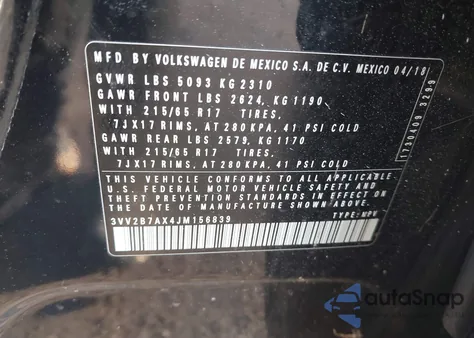 MFD. BY VOLKSWAGEN DE MEXICO S.A. DE C.V. MEXICO 04/18
GVWR LBS 5093 KG 2310
GAWR FRONT LBS 2624, KG 1190
WITH 215/65 R17 TIRES,
7JX17 RIMS, AT 280 KPA, 41 PSI COLD
GAWR REAR LBS 2579, KG 1170
WITH 215/65 R17 TIRES,
7JX17 RIMS, AT 280 KPA, 41 PSI COLD
THIS VEHICLE CONFORMS TO ALL APPLICABLE
U.S. FEDERAL MOTOR VEHICLE SAFETY AND
THEFT PREVENTION STANDARDS IN EFFECT ON
THE DATE OF MANUFACTURE SHOWN ABOVE.
3VV2B7AX4JM156839 TYPE: MPV
1730409 3299
autoSnap